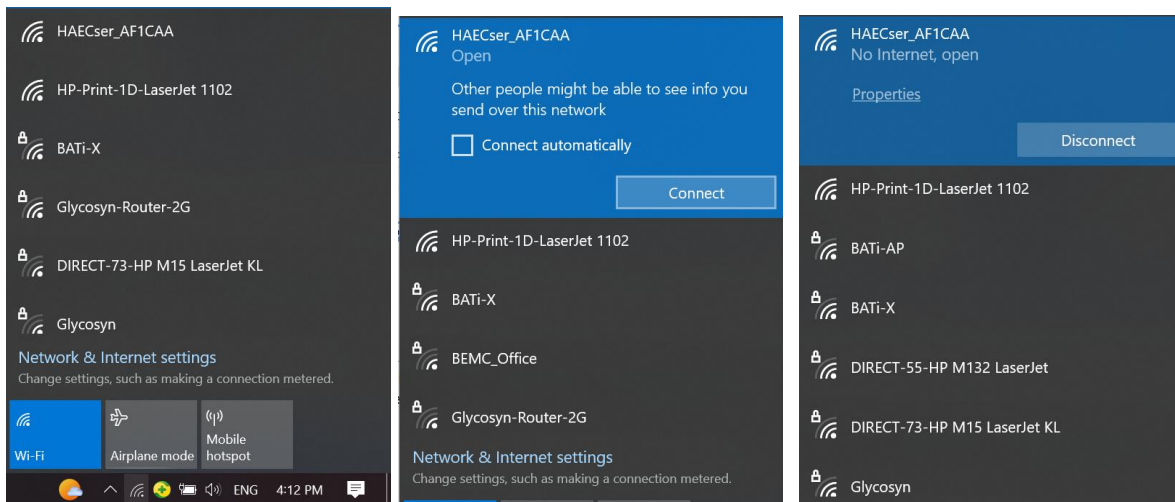 HAECser_AF1CAA
HP-Print-1D-LaserJet 1102
BATi-X
Glycosyn-Router-2G
DIRECT-73-HP M15 LaserJet KL
Glycosyn
Network & Internet settings
Change settings, such as making a connection metered.
Wi-Fi
Airplane mode
Mobile
hotspot
ENG 4:12 PM
HAECser_AF1CAA
Open
Other people might be able to see info you
send over this network
Connect automatically
Connect
HP-Print-1D-LaserJet 1102
BATi-X
BEMC_Office
Glycosyn-Router-2G
Network & Internet settings
Change settings, such as making a connection metered.
HAECser_AF1CAA
No Internet, open
Properties
Disconnect
HP-Print-1D-LaserJet 1102
BATi-AP
BATi-X
DIRECT-55-HP M132 LaserJet
DIRECT-73-HP M15 LaserJet KL
Glycosyn